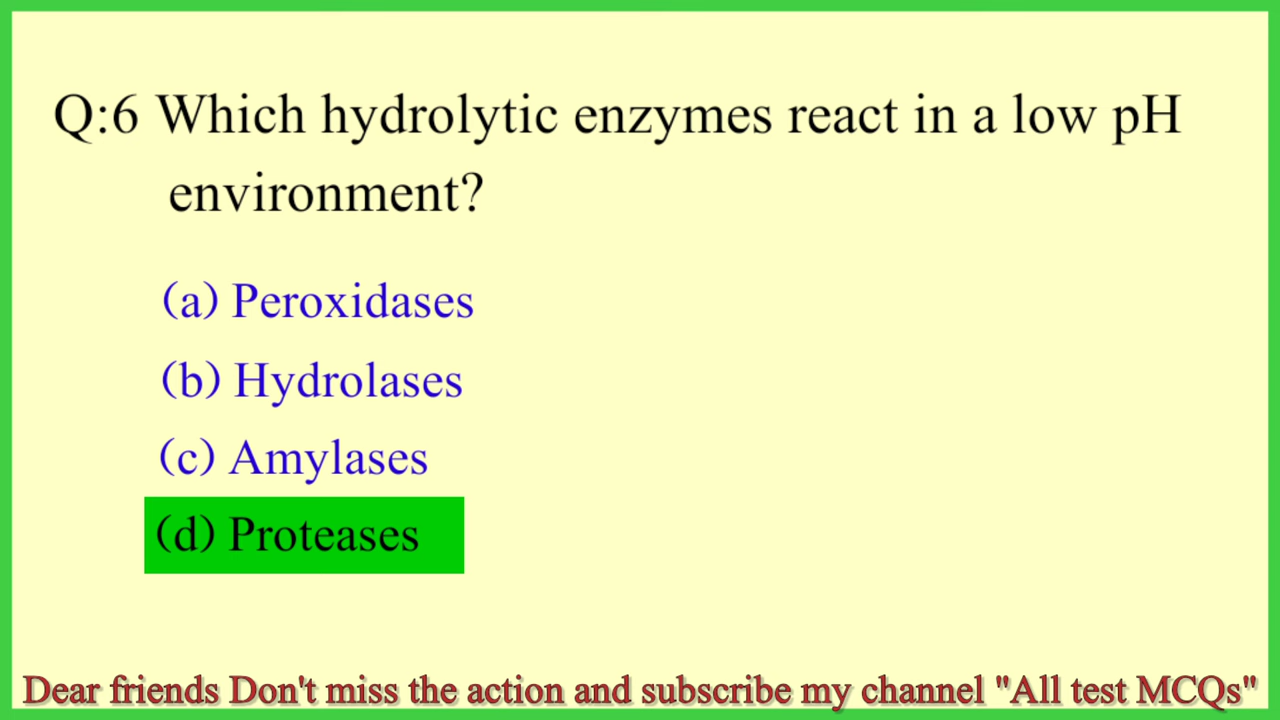 Q:6 Which hydrolytic enzymes react in a low pH
environment?
(a) Peroxidases
(b) Hydrolases
(c) Amylases
(d) Proteases
Dear friends Don't miss the action and subscribe my channel "All test MCQs"